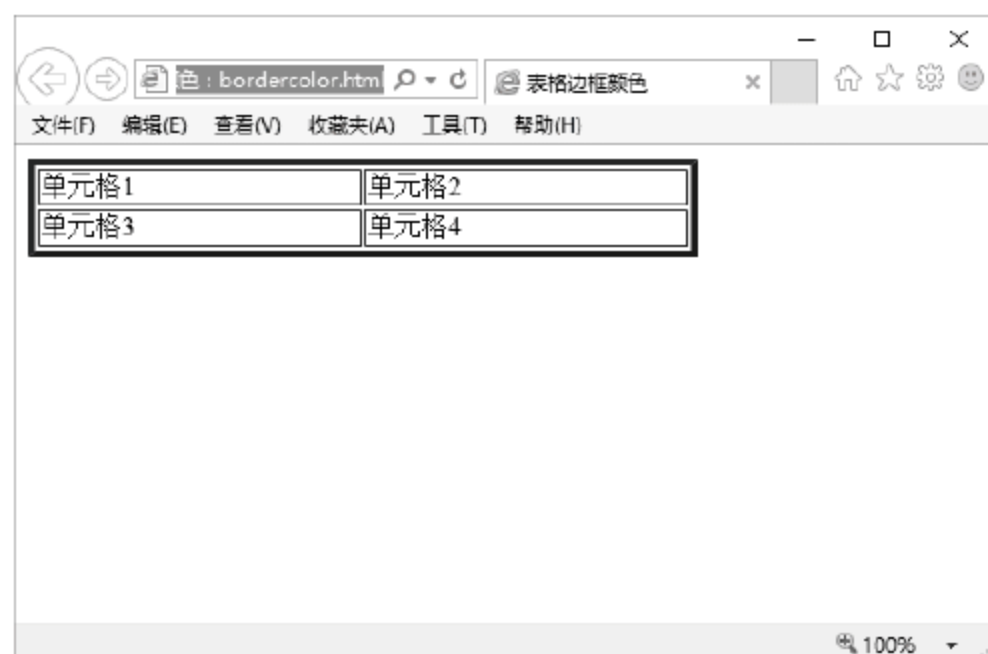 色：bordercolor.html
表格边框颜色
文件(F) 编辑(E) 查看(V) 收藏夹(A) 工具(T) 帮助(H)
单元格1 单元格2
单元格3 单元格4
100%